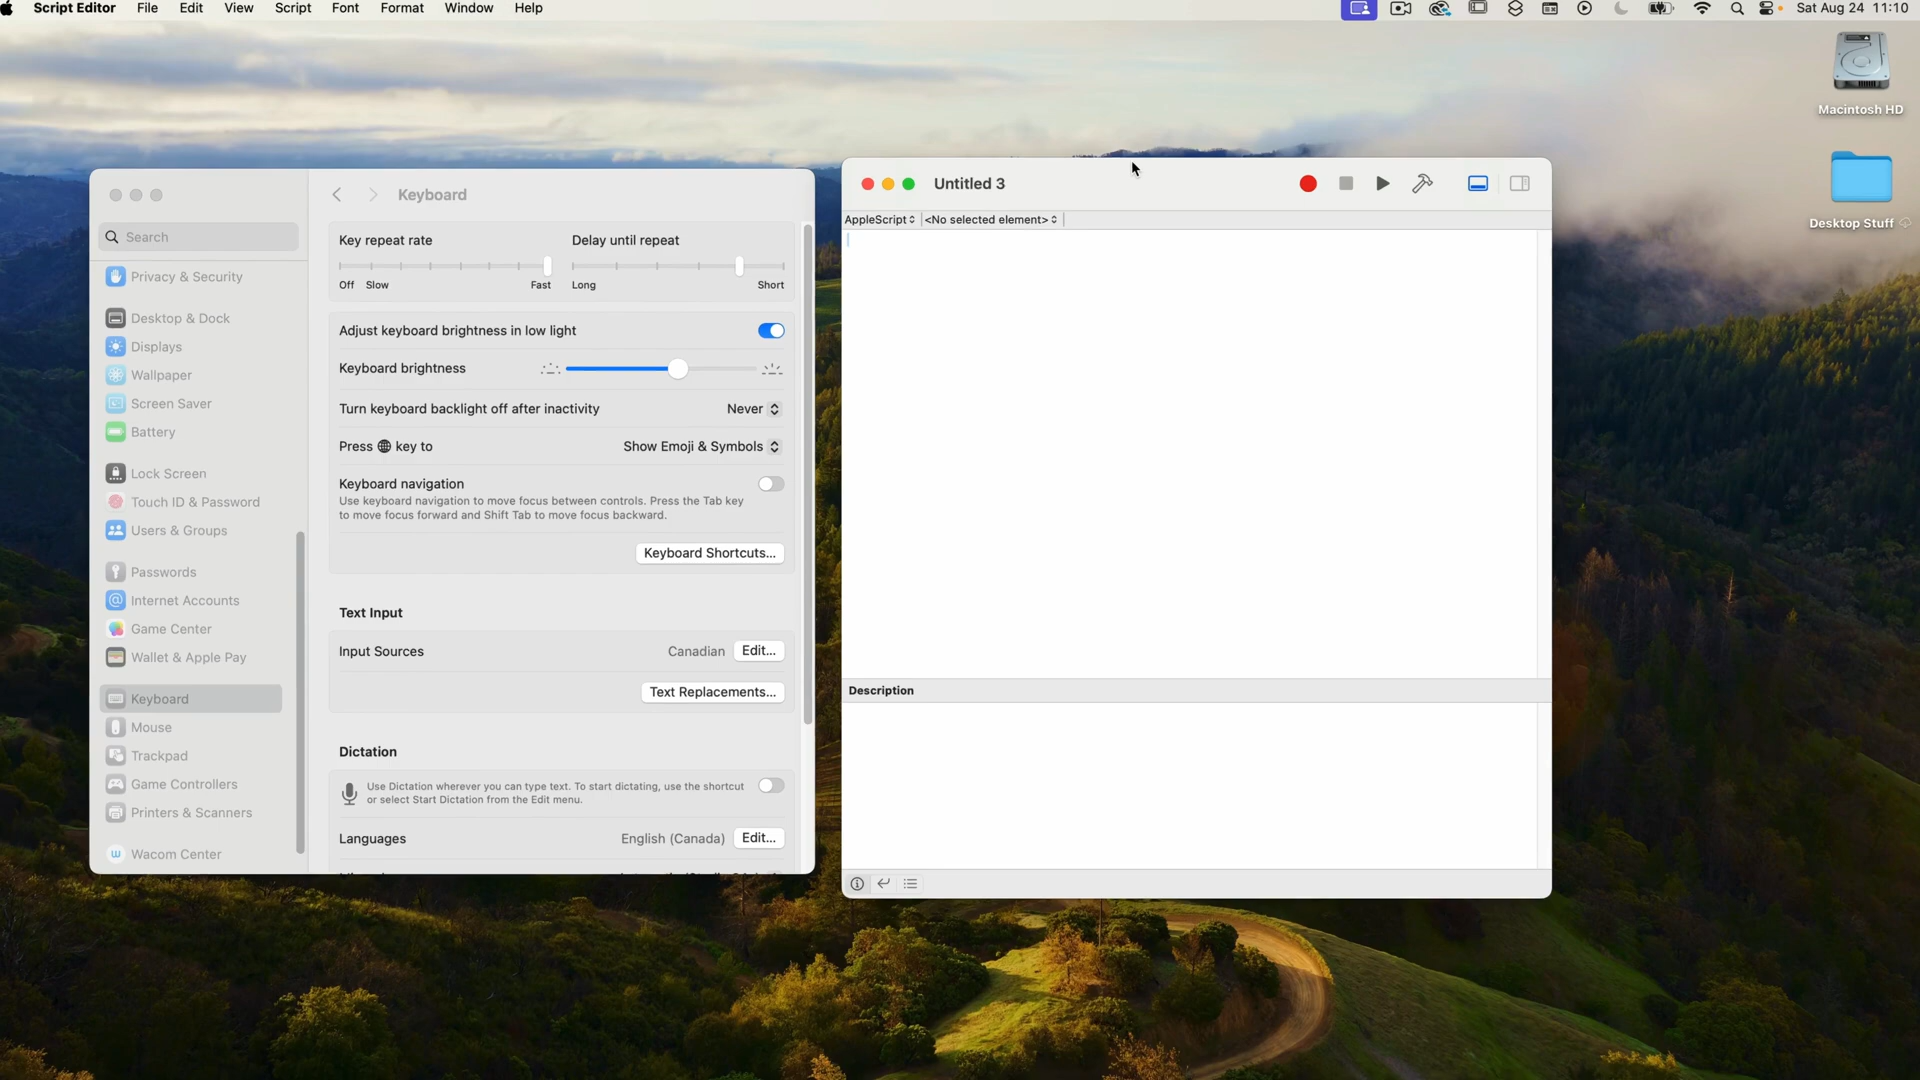 Script Editor File Edit View Script Font Format Window Help
Sat Aug 24 11:10
Macintosh HD
Desktop Stuff
Search
Privacy & Security
Desktop & Dock
Displays
Wallpaper
Screen Saver
Battery
Lock Screen
Touch ID & Password
Users & Groups
Passwords
Internet Accounts
Game Center
Wallet & Apple Pay
Keyboard
Mouse
Trackpad
Game Controllers
Printers & Scanners
Wacom Center
Keyboard
Key repeat rate
Off Slow Fast
Delay until repeat
Long Short
Adjust keyboard brightness in low light
Keyboard brightness
Turn keyboard backlight off after inactivity Never
Press key to Show Emoji & Symbols
Keyboard navigation
Use keyboard navigation to move focus between controls. Press the Tab key
to move focus forward and Shift Tab to move focus backward.
Keyboard Shortcuts...
Text Input
Input Sources Canadian Edit...
Text Replacements...
Dictation
Use Dictation wherever you can type text. To start dictating, use the shortcut
or select Start Dictation from the Edit menu.
Languages English (Canada) Edit...
Untitled 3
AppleScript <No selected element>
Description